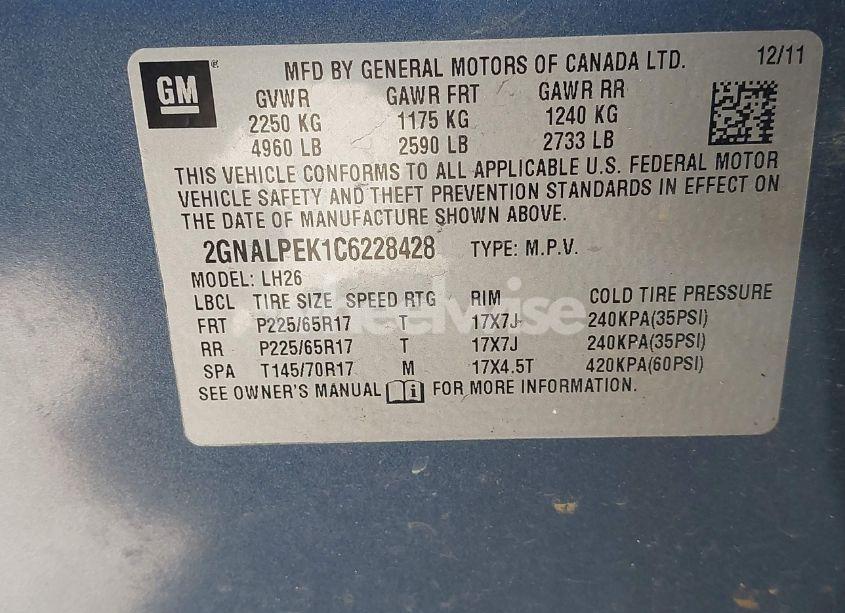 GM® MFD BY GENERAL MOTORS OF CANADA LTD. 12/11
GVWR GAWR FRT GAWR RR
2250 KG 1175 KG 1240 KG
4960 LB 2590 LB 2733 LB
THIS VEHICLE CONFORMS TO ALL APPLICABLE U.S. FEDERAL MOTOR
VEHICLE SAFETY AND THEFT PREVENTION STANDARDS IN EFFECT ON
THE DATE OF MANUFACTURE SHOWN ABOVE.
2GNALPEK1C6228428 TYPE: M.P.V.
MODEL: LH26
LBCL TIRE SIZE SPEED RTG RIM COLD TIRE PRESSURE
FRT P225/65R17 T 17X7J 240KPA(35PSI)
RR P225/65R17 T 17X7J 240KPA(35PSI)
SPA T145/70R17 M 17X4.5T 420KPA(60PSI)
SEE OWNER'S MANUAL i FOR MORE INFORMATION.